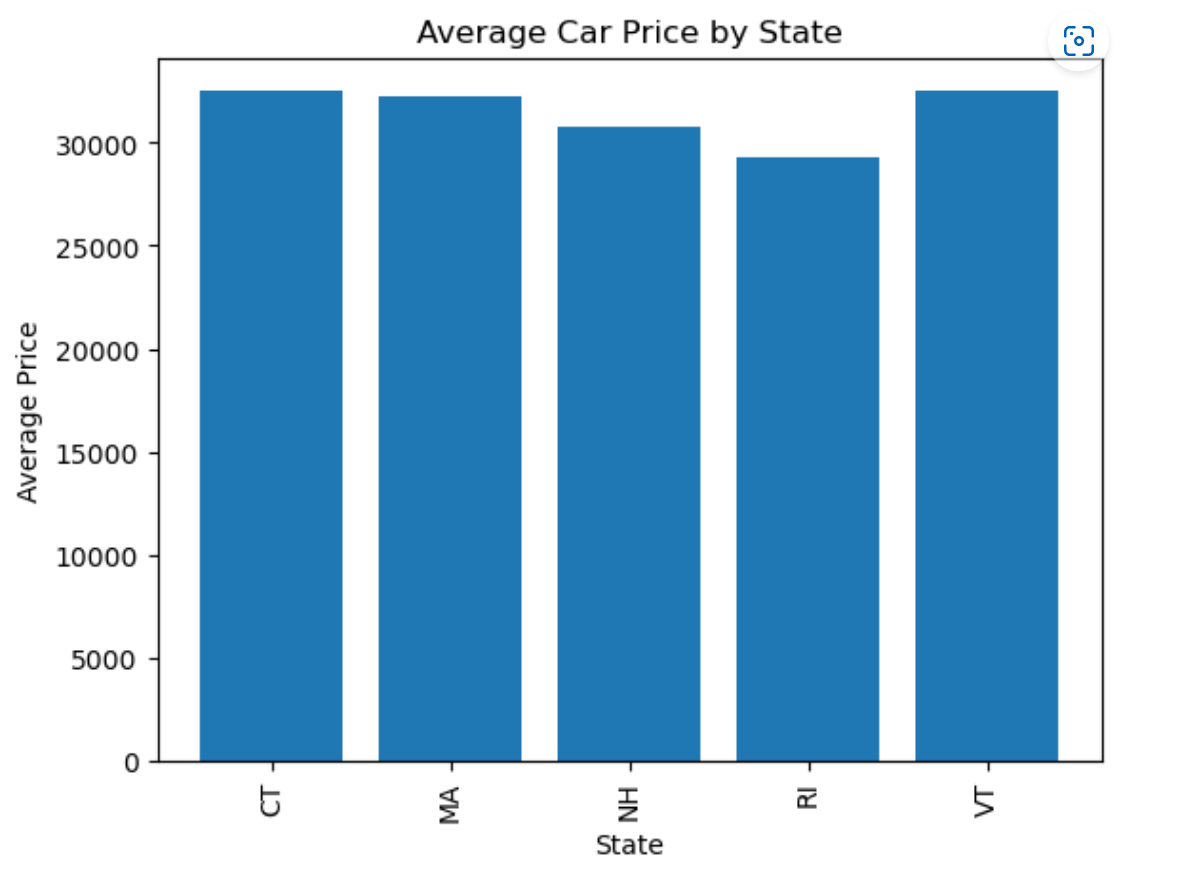 Average Car Price by State
30000
25000
20000
15000
10000
5000
0
Average Price
CT
MA
NH
RI
VT
State